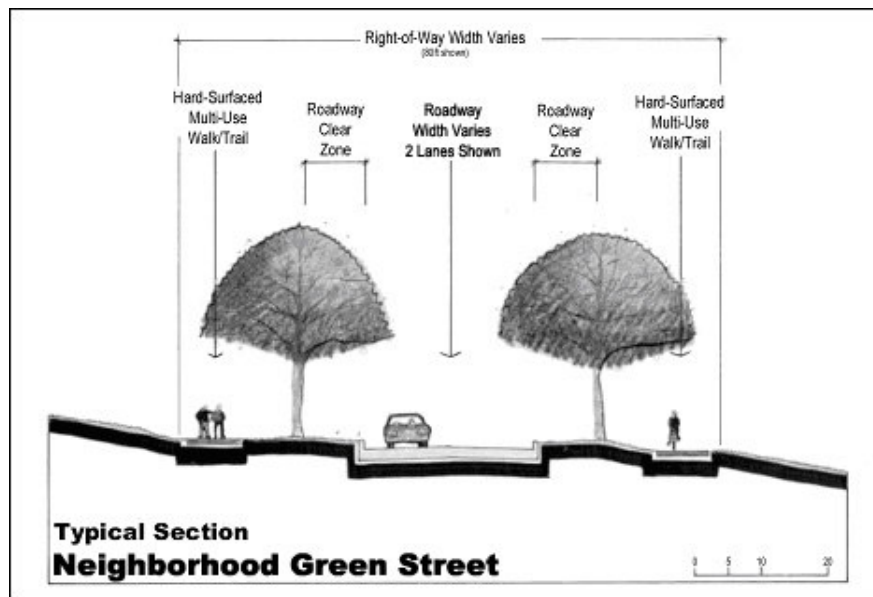 Right-of-Way Width Varies
(80ft shown)
Hard-Surfaced
Multi-Use
Walk/Trail
Roadway
Clear
Zone
Roadway
Width Varies
2 Lanes Shown
Roadway
Clear
Zone
Hard-Surfaced
Multi-Use
Walk/Trail
Typical Section
Neighborhood Green Street
0 5 10 20